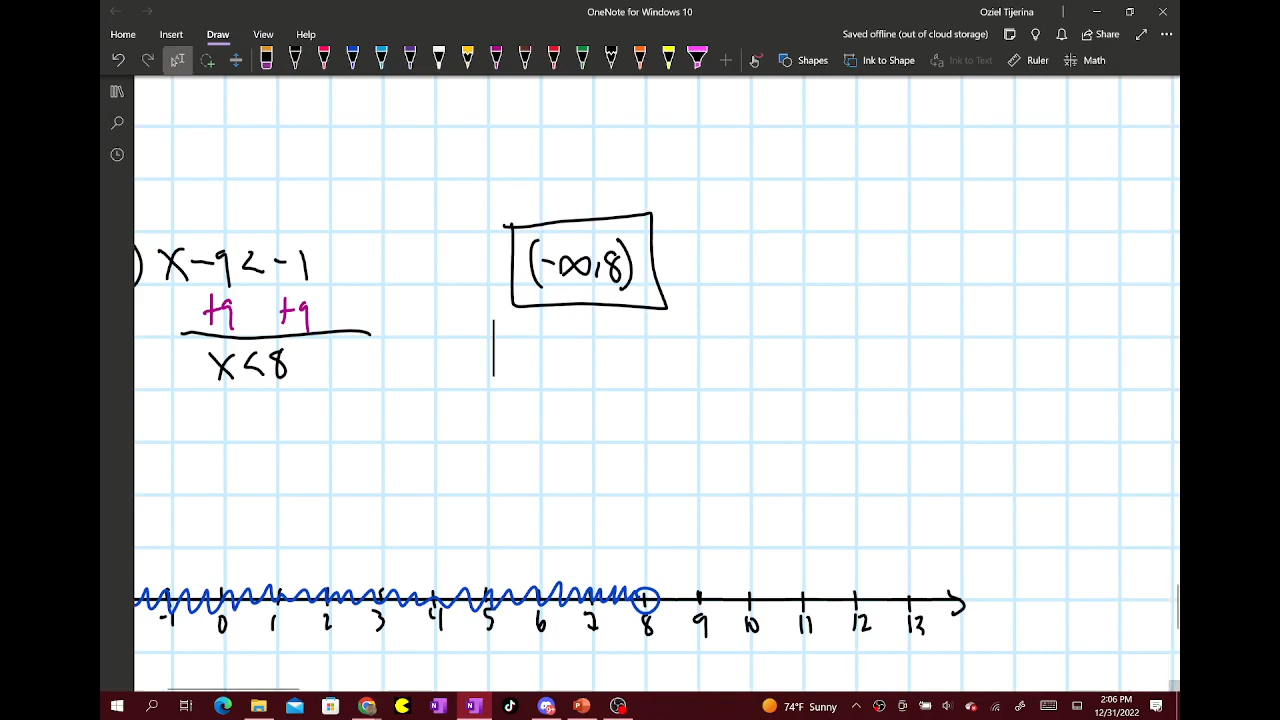 OneNote for Windows 10
Oziel Tijerina
Home Insert Draw View Help
Saved offline (out of cloud storage)
Share
Shapes
Ink to Shape
Ink to Text
Ruler
Math
) x - 9 < -1
+9 +9
x < 8
(-∞, 8)
-1 0 1 2 3 4 5 6 7 8 9 10 11 12 13
74°F Sunny
2:06 PM
12/31/2022